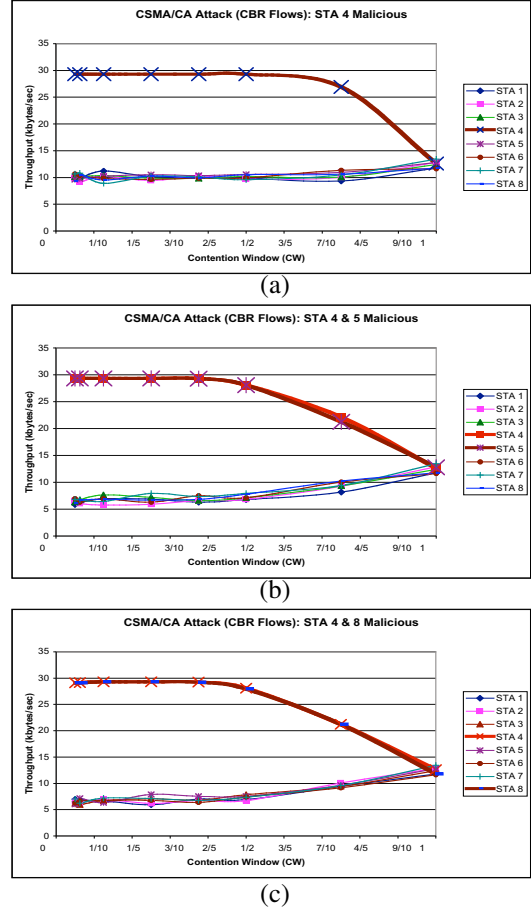 CSMA/CA Attack (CBR Flows): STA 4 Malicious
Throughput (kbytes/sec)
35
30
25
20
15
10
5
0
0 1/10 1/5 3/10 2/5 1/2 3/5 7/10 4/5 9/10 1
Contention Window (CW)
STA 1
STA 2
STA 3
STA 4
STA 5
STA 6
STA 7
STA 8
(a)
CSMA/CA Attack (CBR Flows): STA 4 & 5 Malicious
Throughput (kbytes/sec)
35
30
25
20
15
10
5
0
0 1/10 1/5 3/10 2/5 1/2 3/5 7/10 4/5 9/10 1
Contention Window (CW)
STA 1
STA 2
STA 3
STA 4
STA 5
STA 6
STA 7
STA 8
(b)
CSMA/CA Attack (CBR Flows): STA 4 & 8 Malicious
Throughput (kbytes/sec)
35
30
25
20
15
10
5
0
0 1/10 1/5 3/10 2/5 1/2 3/5 7/10 4/5 9/10 1
Contention Window (CW)
STA 1
STA 2
STA 3
STA 4
STA 5
STA 6
STA 7
STA 8
(c)